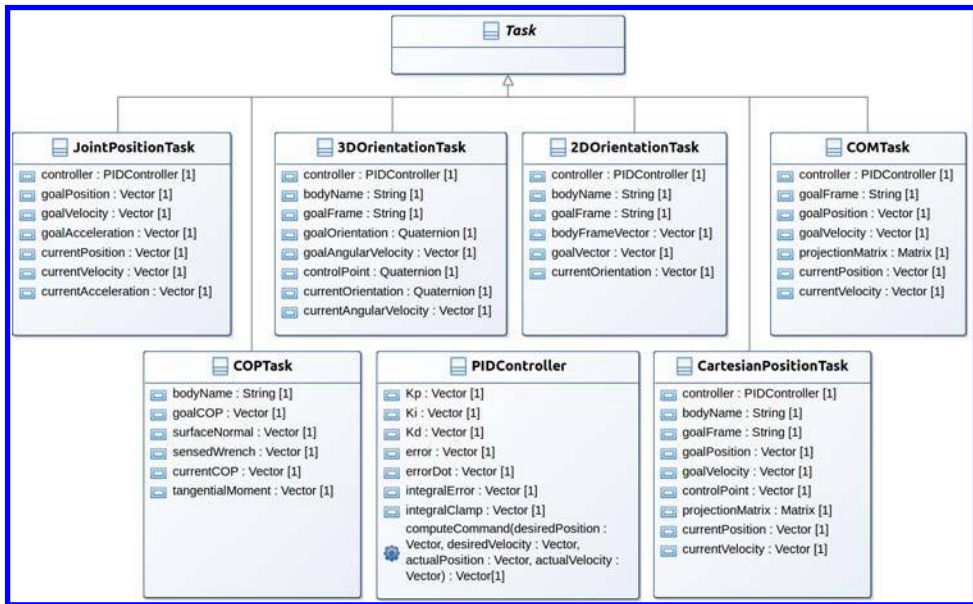 Task
JointPositionTask
controller : PIDController [1]
goalPosition : Vector [1]
goalVelocity : Vector [1]
goalAcceleration : Vector [1]
currentPosition : Vector [1]
currentVelocity : Vector [1]
currentAcceleration : Vector [1]
3DOrientationTask
controller : PIDController [1]
bodyName : String [1]
goalFrame : String [1]
goalOrientation : Quaternion [1]
goalAngularVelocity : Vector [1]
controlPoint : Quaternion [1]
currentOrientation : Quaternion [1]
currentAngularVelocity : Vector [1]
2DOrientationTask
controller : PIDController [1]
bodyName : String [1]
goalFrame : String [1]
bodyFrameVector : Vector [1]
goalVector : Vector [1]
currentOrientation : Vector [1]
COMTask
controller : PIDController [1]
goalFrame : String [1]
goalPosition : Vector [1]
goalVelocity : Vector [1]
projectionMatrix : Matrix [1]
currentPosition : Vector [1]
currentVelocity : Vector [1]
COPTask
bodyName : String [1]
goalCOP : Vector [1]
surfaceNormal : Vector [1]
sensedWrench : Vector [1]
currentCOP : Vector [1]
tangentialMoment : Vector [1]
PIDController
Kp : Vector [1]
Ki : Vector [1]
Kd : Vector [1]
error : Vector [1]
errorDot : Vector [1]
integralError : Vector [1]
integralClamp : Vector [1]
computeCommand(desiredPosition :
Vector, desiredVelocity : Vector,
actualPosition : Vector, actualVelocity :
Vector) : Vector[1]
CartesianPositionTask
controller : PIDController [1]
bodyName : String [1]
goalFrame : String [1]
goalPosition : Vector [1]
goalVelocity : Vector [1]
controlPoint : Vector [1]
projectionMatrix : Matrix [1]
currentPosition : Vector [1]
currentVelocity : Vector [1]